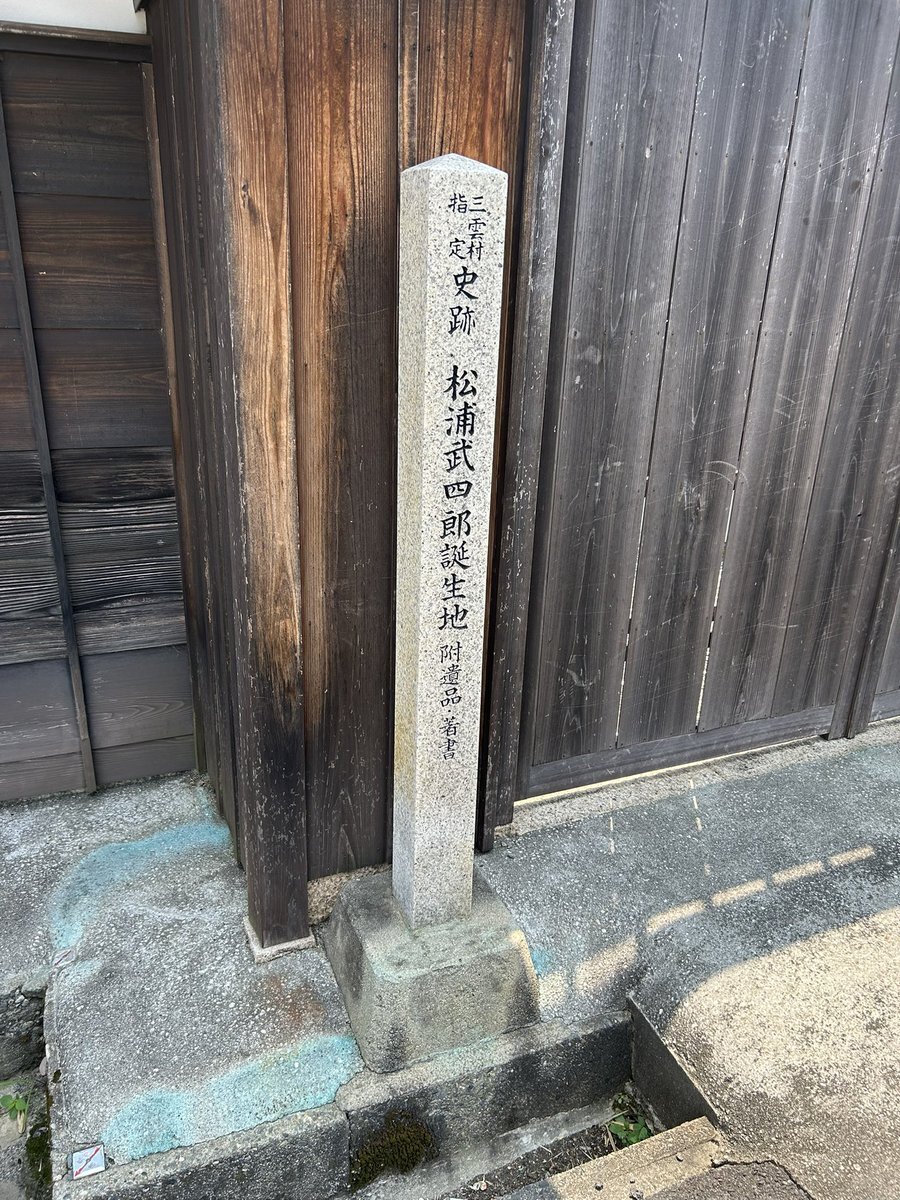 三雲村
指定
史跡 松浦武四郎誕生地 附遺品・著書